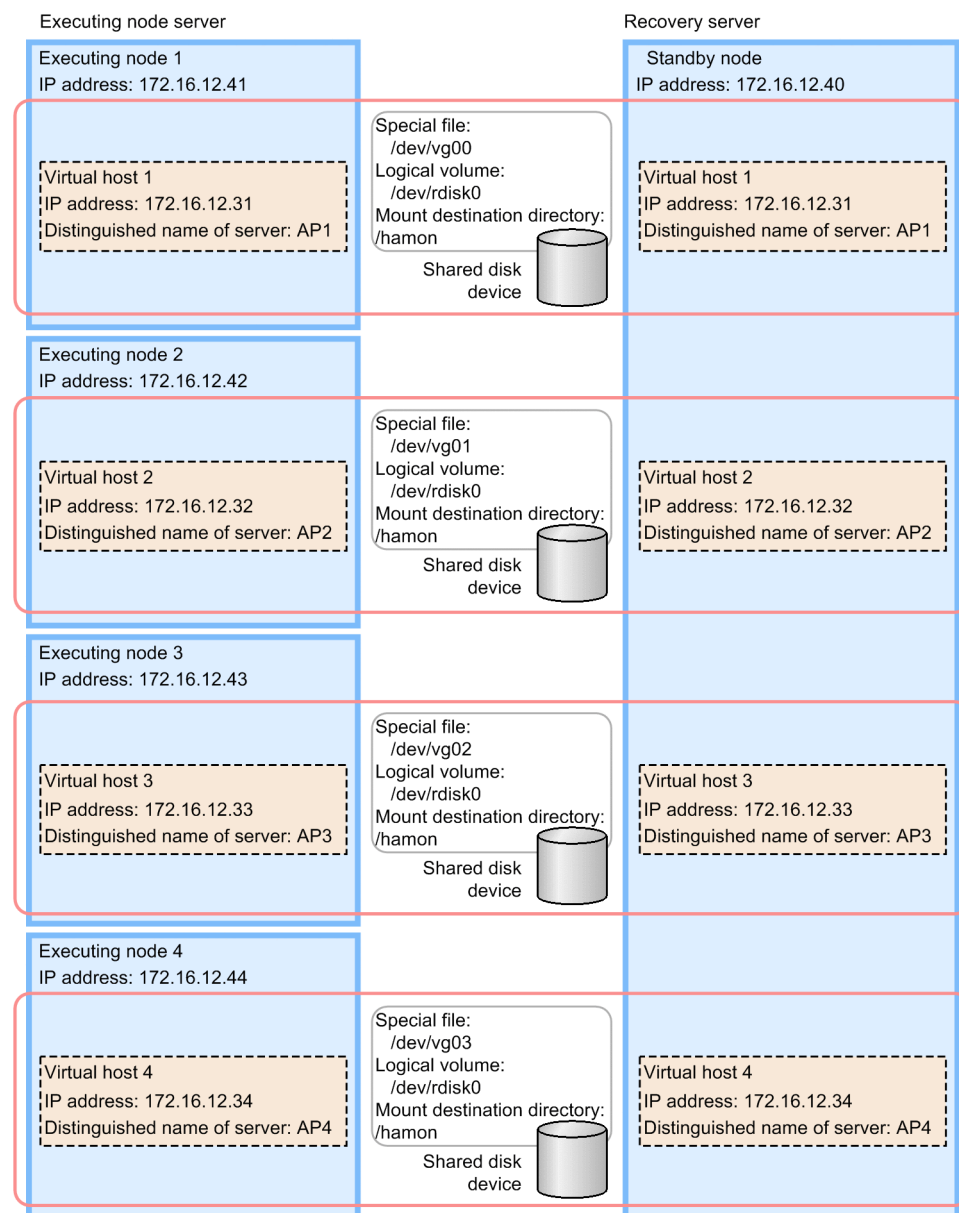 Executing node server
Recovery server
Executing node 1
IP address: 172.16.12.41
Standby node
IP address: 172.16.12.40
Virtual host 1
IP address: 172.16.12.31
Distinguished name of server: AP1
Special file:
/dev/vg00
Logical volume:
/dev/rdisk0
Mount destination directory:
/hamon
Shared disk
device
Virtual host 1
IP address: 172.16.12.31
Distinguished name of server: AP1
Executing node 2
IP address: 172.16.12.42
Virtual host 2
IP address: 172.16.12.32
Distinguished name of server: AP2
Special file:
/dev/vg01
Logical volume:
/dev/rdisk0
Mount destination directory:
/hamon
Shared disk
device
Virtual host 2
IP address: 172.16.12.32
Distinguished name of server: AP2
Executing node 3
IP address: 172.16.12.43
Virtual host 3
IP address: 172.16.12.33
Distinguished name of server: AP3
Special file:
/dev/vg02
Logical volume:
/dev/rdisk0
Mount destination directory:
/hamon
Shared disk
device
Virtual host 3
IP address: 172.16.12.33
Distinguished name of server: AP3
Executing node 4
IP address: 172.16.12.44
Virtual host 4
IP address: 172.16.12.34
Distinguished name of server: AP4
Special file:
/dev/vg03
Logical volume:
/dev/rdisk0
Mount destination directory:
/hamon
Shared disk
device
Virtual host 4
IP address: 172.16.12.34
Distinguished name of server: AP4